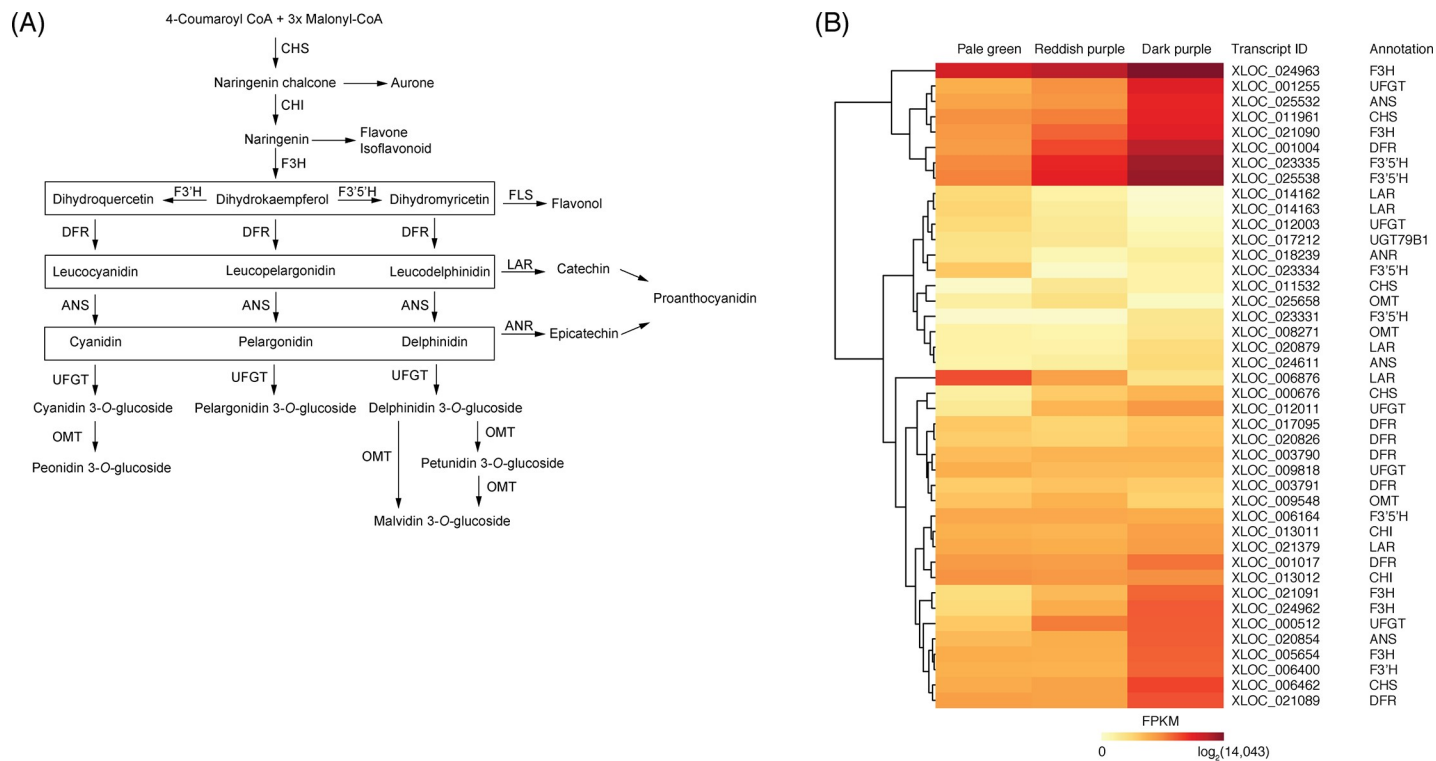 (A)
4-Coumaroyl CoA + 3x Malonyl-CoA
CHS
Naringenin chalcone Aurone
CHI
Naringenin Flavone
Isoflavonoid
F3H
Dihydroquercetin F3'H Dihydrokaempferol F3'5'H Dihydromyricetin FLS Flavonol
DFR DFR DFR
Leucocyanidin Leucopelargonidin Leucodelphinidin LAR Catechin
Proanthocyanidin
ANS ANS ANS
Cyanidin Pelargonidin Delphinidin ANR Epicatechin
UFGT UFGT UFGT
Cyanidin 3-O-glucoside Pelargonidin 3-O-glucoside Delphinidin 3-O-glucoside
OMT OMT OMT
Peonidin 3-O-glucoside Petunidin 3-O-glucoside
OMT
Malvidin 3-O-glucoside
(B)
Pale green Reddish purple Dark purple Transcript ID Annotation
XLOC_024963 F3H
XLOC_001255 UFGT
XLOC_025532 ANS
XLOC_011961 CHS
XLOC_021090 F3H
XLOC_001004 DFR
XLOC_023335 F3'5'H
XLOC_025538 F3'5'H
XLOC_014162 LAR
XLOC_014163 LAR
XLOC_012003 UFGT
XLOC_017212 UGT79B1
XLOC_018239 ANR
XLOC_023334 F3'5'H
XLOC_011532 CHS
XLOC_025658 OMT
XLOC_023331 F3'5'H
XLOC_008271 OMT
XLOC_020879 LAR
XLOC_024611 ANS
XLOC_006876 LAR
XLOC_000676 CHS
XLOC_012011 UFGT
XLOC_017095 DFR
XLOC_020826 DFR
XLOC_003790 DFR
XLOC_009818 UFGT
XLOC_003791 DFR
XLOC_009548 OMT
XLOC_006164 F3'5'H
XLOC_013011 CHI
XLOC_021379 LAR
XLOC_001017 DFR
XLOC_013012 CHI
XLOC_021091 F3H
XLOC_024962 F3H
XLOC_000512 UFGT
XLOC_020854 ANS
XLOC_005654 F3H
XLOC_006400 F3'H
XLOC_006462 CHS
XLOC_021089 DFR
FPKM
0 log₂(14,043)